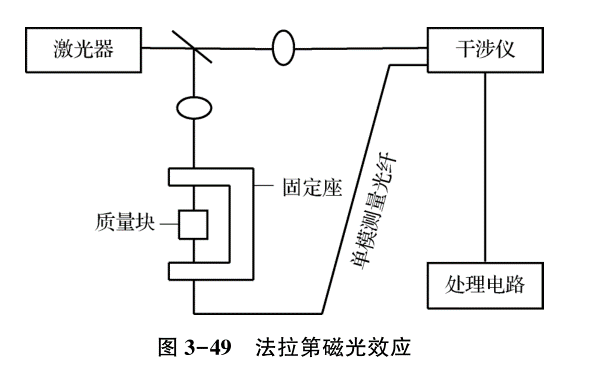 激光器
干涉仪
固定座
质量块
单模测量光纤
处理电路
图 3-49 法拉第磁光效应